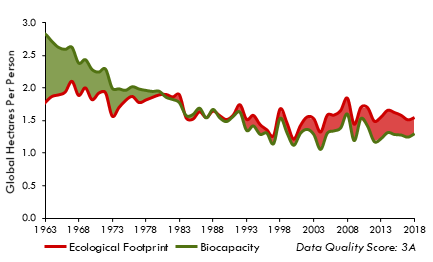 Global Hectares Per Person
3.0
2.5
2.0
1.5
1.0
0.5
0.0
1963 1968 1973 1978 1983 1988 1993 1998 2003 2008 2013 2018
Ecological Footprint Biocapacity Data Quality Score: 3A